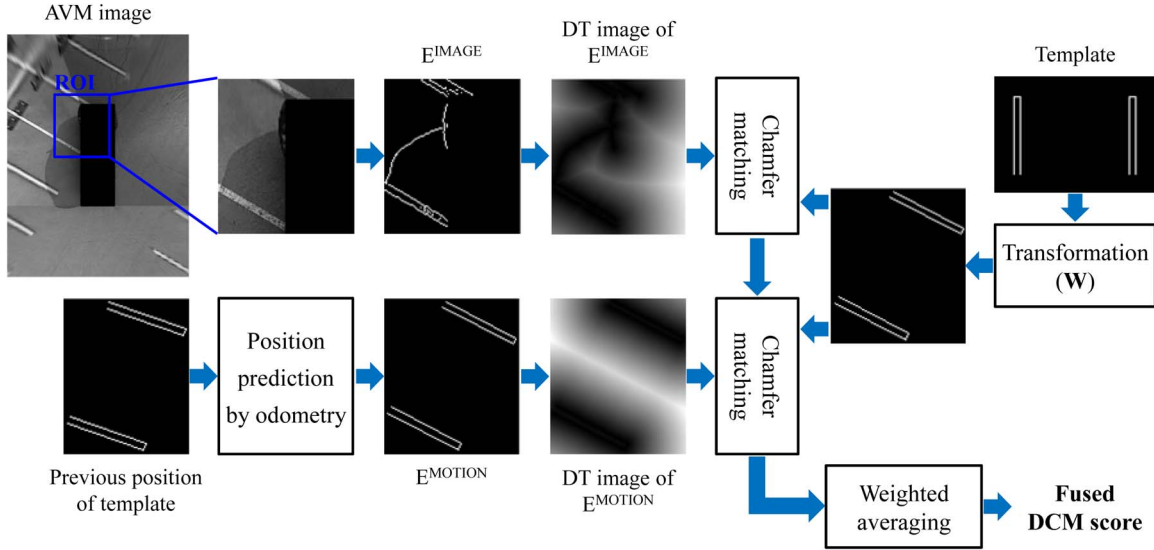 AVM image
ROI
E^IMAGE
DT image of
E^IMAGE
Chamfer
matching
Template
Transformation
(W)
Previous position
of template
Position
prediction
by odometry
E^MOTION
DT image of
E^MOTION
Chamfer
matching
Weighted
averaging
Fused
DCM score